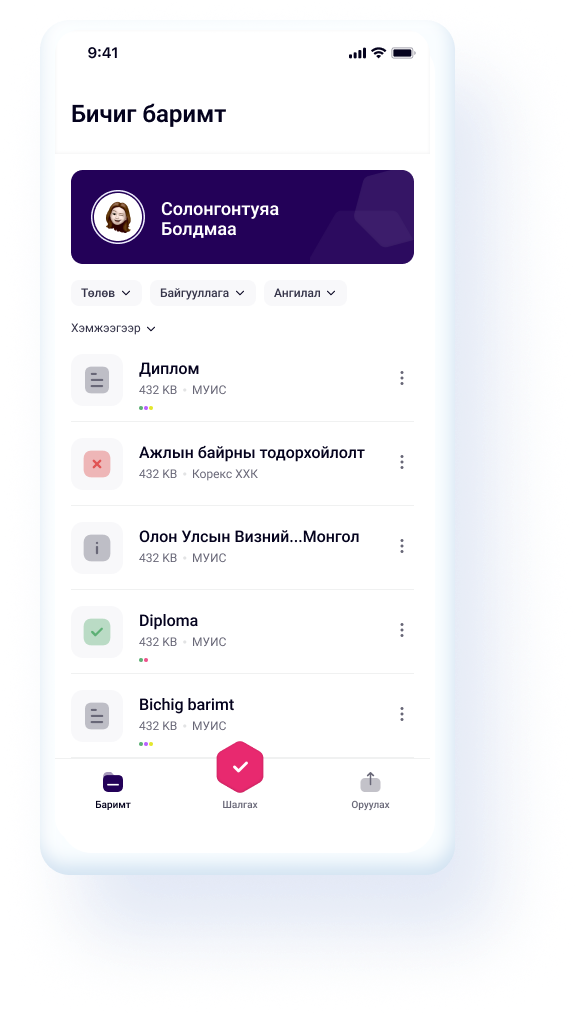 9:41
Бичиг баримт
Солонгонтуяа
Болдмаа
Төлөв
Байгууллага
Ангилал
Хэмжээгээр
Диплом
432 KB • МУИС
Ажлын байрны тодорхойлолт
432 KB • Корекс ХХК
Олон Улсын Визний...Монгол
432 KB • МУИС
Diploma
432 KB • МУИС
Bichig barimt
432 KB • МУИС
Баримт
Шалгах
Оруулах